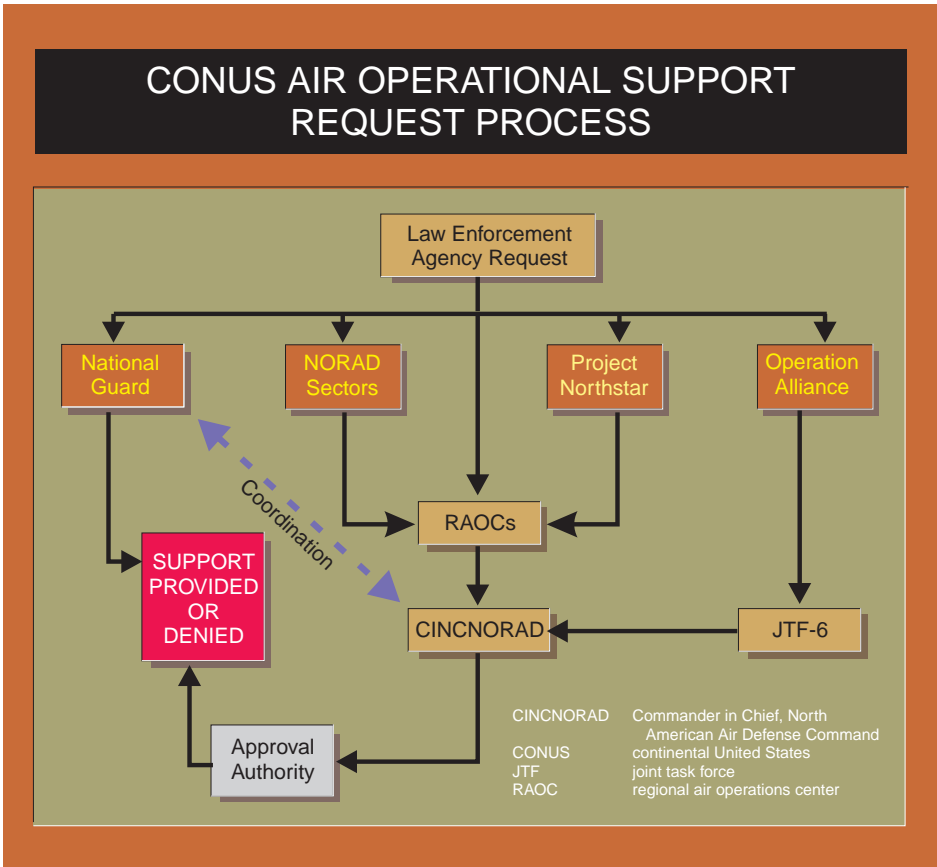 CONUS AIR OPERATIONAL SUPPORT
REQUEST PROCESS
Law Enforcement
Agency Request
National
Guard
NORAD
Sectors
Project
Northstar
Operation
Alliance
Coordination
RAOCs
SUPPORT
PROVIDED
OR
DENIED
CINCNORAD
JTF-6
Approval
Authority
CINCNORAD Commander in Chief, North
American Air Defense Command
CONUS continental United States
JTF joint task force
RAOC regional air operations center